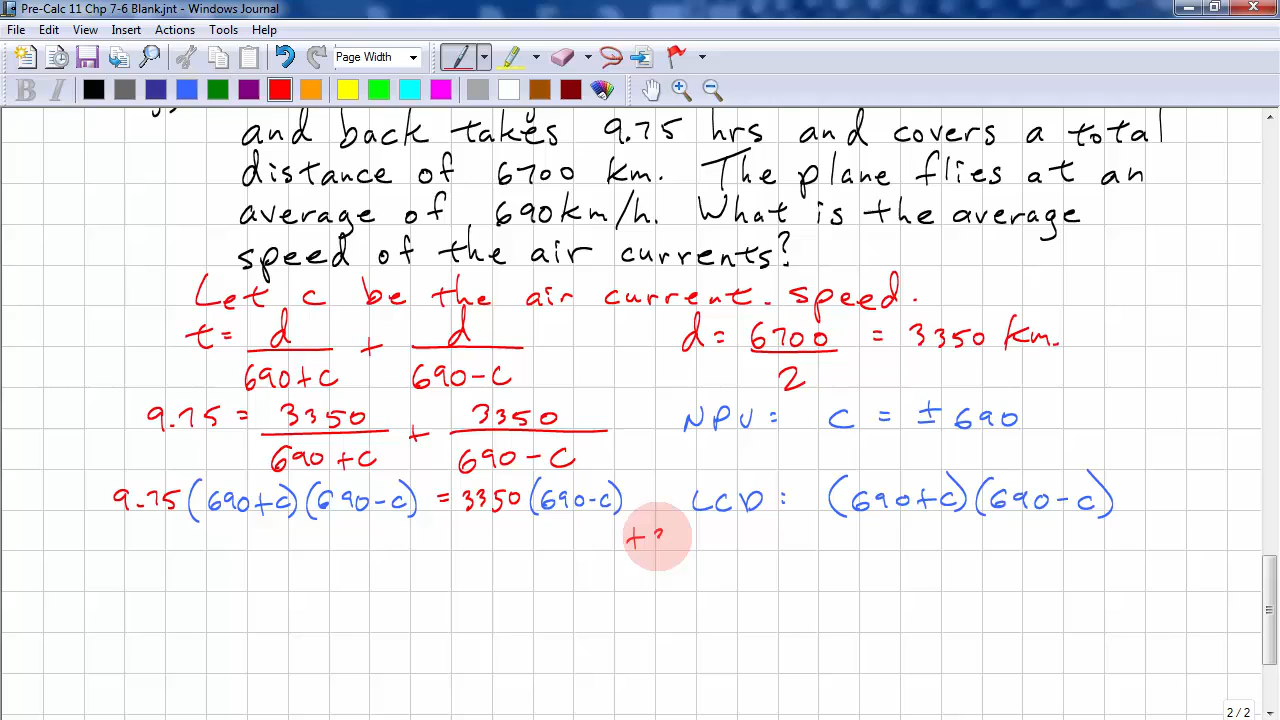 Pre-Calc 11 Chp 7-6 Blank.jnt - Windows Journal
File Edit View Insert Actions Tools Help
Page Width
B I
and back takes 9.75 hrs and covers a total
distance of 6700 km. The plane flies at an
average of 690km/h. What is the average
speed of the air currents?
Let c be the air current speed.
t = d/(690+c) + d/(690-c) d = 6700/2 = 3350 km.
9.75 = 3350/(690+c) + 3350/(690-c) NPV: c = ±690
9.75(690+c)(690-c) = 3350(690-c) LCD: (690+c)(690-c)
+
2 / 2